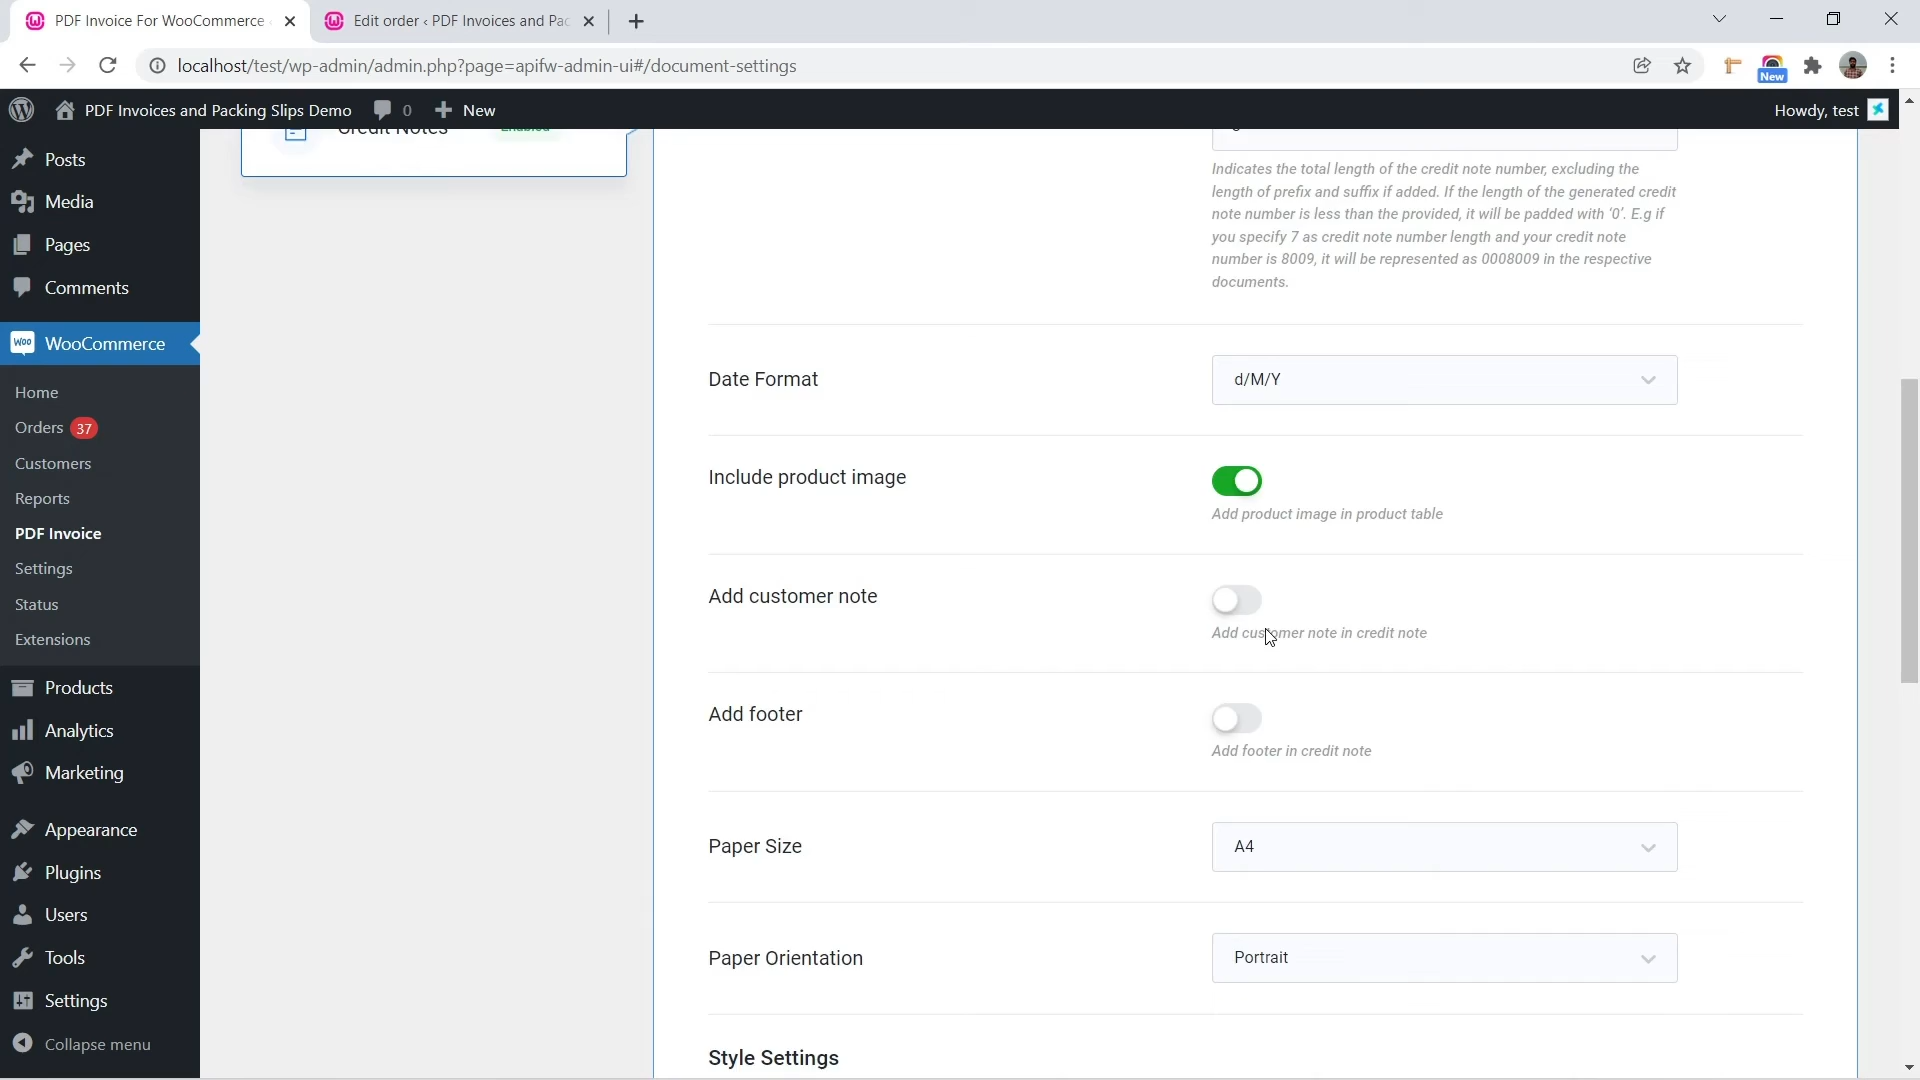 PDF Invoice For WooCommerce
Edit order ‹ PDF Invoices and Pac
localhost/test/wp-admin/admin.php?page=apifw-admin-ui#/document-settings
New
PDF Invoices and Packing Slips Demo
0
New
Howdy, test
Posts
Media
Pages
Comments
Woo
WooCommerce
Home
Orders 37
Customers
Reports
PDF Invoice
Settings
Status
Extensions
Products
Analytics
Marketing
Appearance
Plugins
Users
Tools
Settings
Collapse menu
Credit Notes
Enabled
Indicates the total length of the credit note number, excluding the
length of prefix and suffix if added. If the length of the generated credit
note number is less than the provided, it will be padded with ‘0’. E.g if
you specify 7 as credit note number length and your credit note
number is 8009, it will be represented as 0008009 in the respective
documents.
Date Format
d/M/Y
Include product image
Add product image in product table
Add customer note
Add customer note in credit note
Add footer
Add footer in credit note
Paper Size
A4
Paper Orientation
Portrait
Style Settings